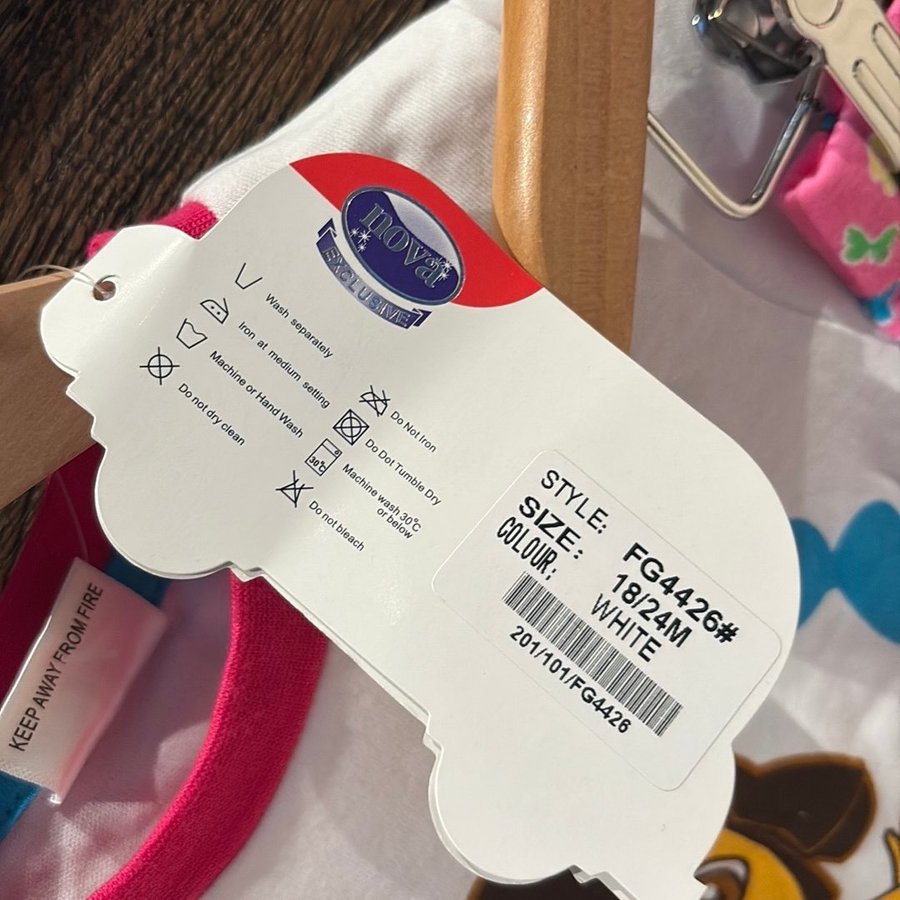 nova
EXCLUSIVE
Wash separately
Iron at medium setting
Machine or Hand Wash
Do not dry clean
Do Not Iron
Do Dot Tumble Dry
30°C
Machine wash 30°C
or below
Do not bleach
STYLE: FG4426#
SIZE: 18/24M
COLOUR: WHITE
201/101/FG4426
KEEP AWAY FROM FIRE